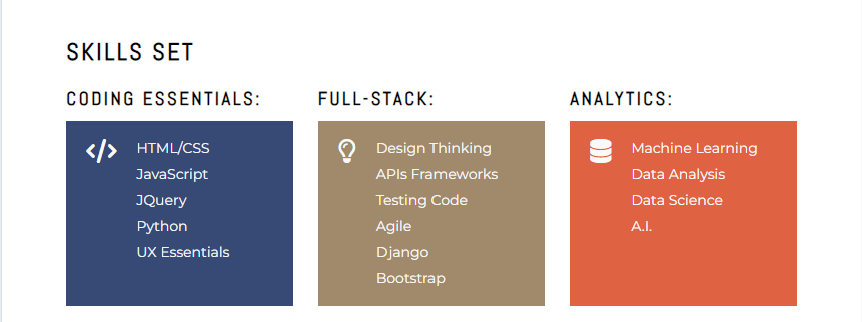 SKILLS SET
CODING ESSENTIALS:
HTML/CSS
JavaScript
JQuery
Python
UX Essentials
FULL-STACK:
Design Thinking
APIs Frameworks
Testing Code
Agile
Django
Bootstrap
ANALYTICS:
Machine Learning
Data Analysis
Data Science
A.I.